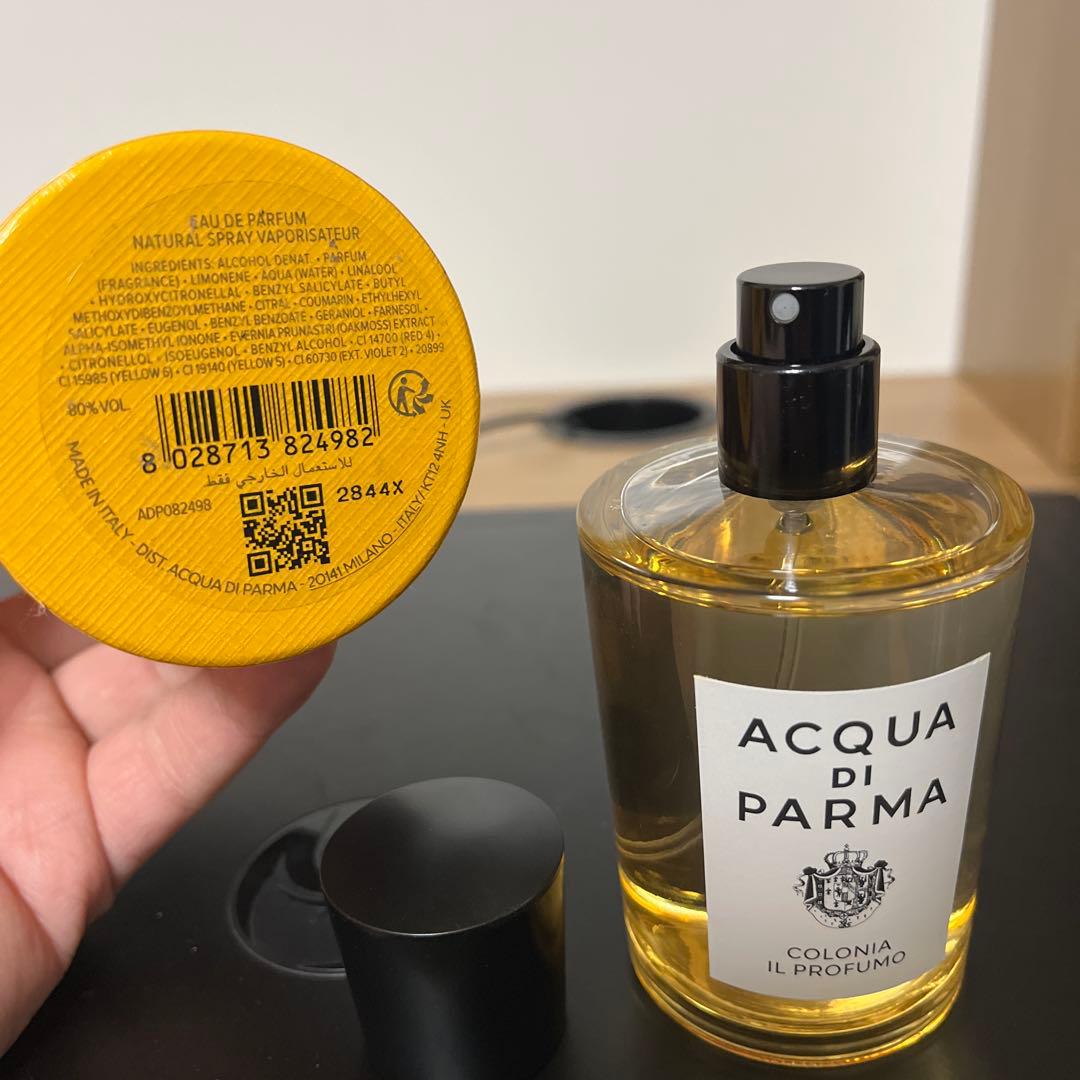 EAU DE PARFUM
NATURAL SPRAY VAPORISATEUR
INGREDIENTS: ALCOHOL DENAT. • PARFUM
(FRAGRANCE) • LIMONENE • AQUA (WATER) • LINALOOL
• HYDROXYCITRONELLAL • BENZYL SALICYLATE • BUTYL
METHOXYDIBENZOYLMETHANE • CITRAL • COUMARIN • ETHYLHEXYL
SALICYLATE • EUGENOL • BENZYL BENZOATE • GERANIOL • FARNESOL •
ALPHA-ISOMETHYL IONONE • EVERNIA PRUNASTRI (OAKMOSS) EXTRACT
• CITRONELLOL • ISOEUGENOL • BENZYL ALCOHOL • CI 14700 (RED 4) •
CI 15985 (YELLOW 6) • CI 19140 (YELLOW 5) • CI 60730 (EXT. VIOLET 2) • 20899
80% VOL.
8 028713 824982
للاستعمال الخارجي فقط
ADP082498
2844X
MADE IN ITALY - DIST. ACQUA DI PARMA - 20141 MILANO - ITALY / KT12 4NH - UK
ACQUA
DI
PARMA
COLONIA
IL PROFUMO